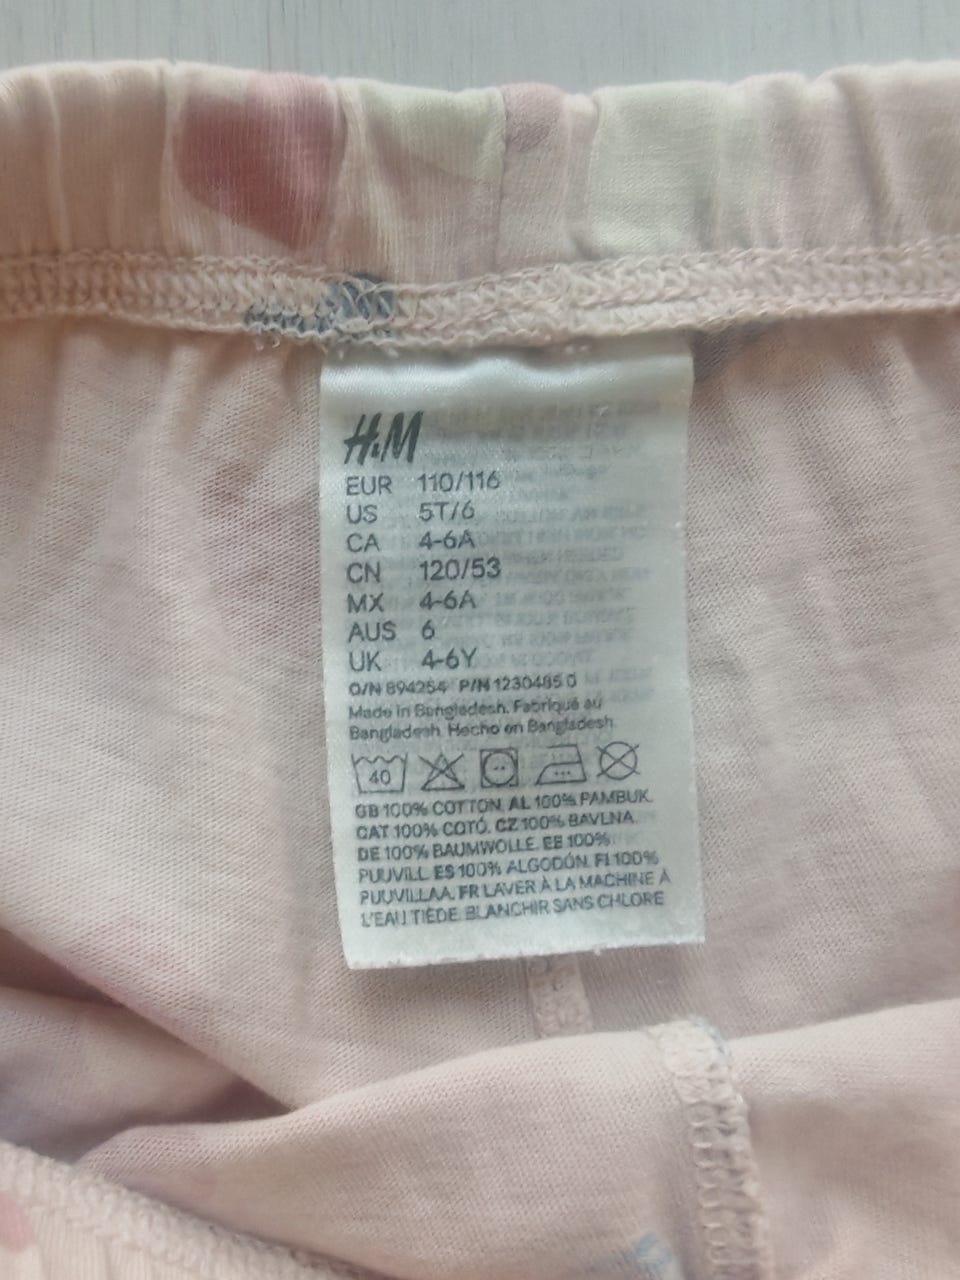 H&M
EUR 110/116
US 5T/6
CA 4-6A
CN 120/53
MX 4-6A
AUS 6
UK 4-6Y
O/N 894254 P/N 1230485 0
Made in Bangladesh. Fabriqué au
Bangladesh. Hecho en Bangladesh
40
GB 100% COTTON. AL 100% PAMBUK.
CAT 100% COTÓ. CZ 100% BAVLNA.
DE 100% BAUMWOLLE. EE 100%
PUUVILL. ES 100% ALGODÓN. FI 100%
PUUVILLAA. FR LAVER À LA MACHINE À
L'EAU TIÈDE. BLANCHIR SANS CHLORE